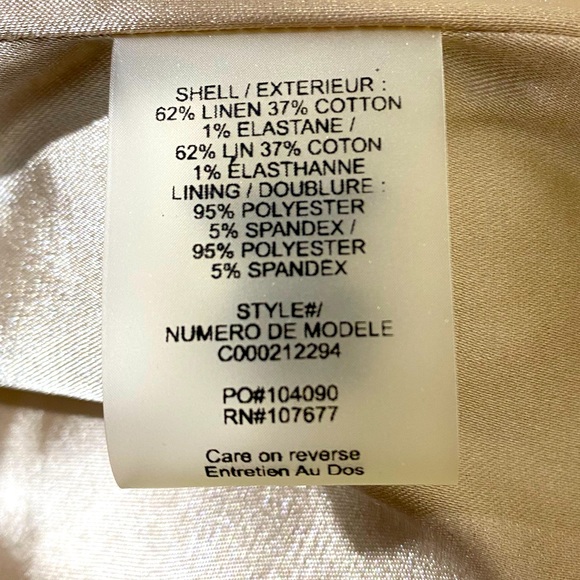 SHELL / EXTERIEUR :
62% LINEN 37% COTTON
1% ELASTANE /
62% LIN 37% COTON
1% ÉLASTHANNE
LINING / DOUBLURE :
95% POLYESTER
5% SPANDEX /
95% POLYESTER
5% SPANDEX
STYLE#/
NUMERO DE MODELE
C000212294
PO#104090
RN#107677
Care on reverse
Entretien Au Dos